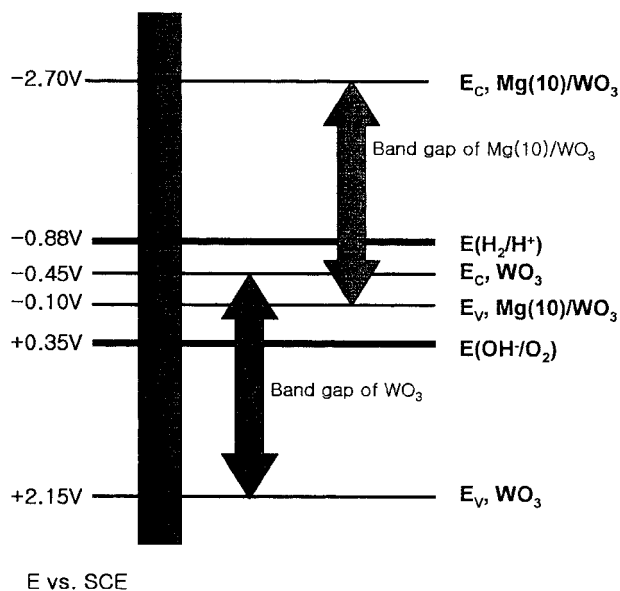 −2.70V E_C, Mg(10)/WO₃
Band gap of Mg(10)/WO₃
−0.88V E(H₂/H⁺)
−0.45V E_C, WO₃
−0.10V E_V, Mg(10)/WO₃
+0.35V E(OH⁻/O₂)
Band gap of WO₃
+2.15V E_V, WO₃
E vs. SCE